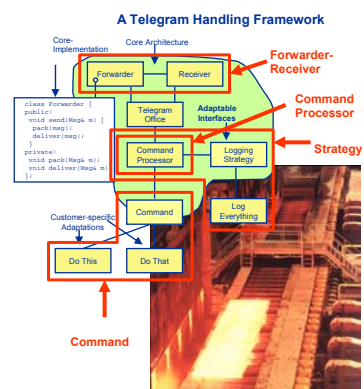 A Telegram Handling Framework
Core-
Implementation
Core Architecture
Forwarder-
Receiver
Forwarder
Receiver
class Forwarder {
public:
void send(Msg& m) {
pack(msg);
deliver(msg);
}
private:
void pack(Msg& m)
void deliver(Msg& m)
};
Telegram
Office
Adaptable
Interfaces
Command
Processor
Command
Processor
Logging
Strategy
Strategy
Command
Log
Everything
Customer-specific
Adaptations
Do This
Do That
Command